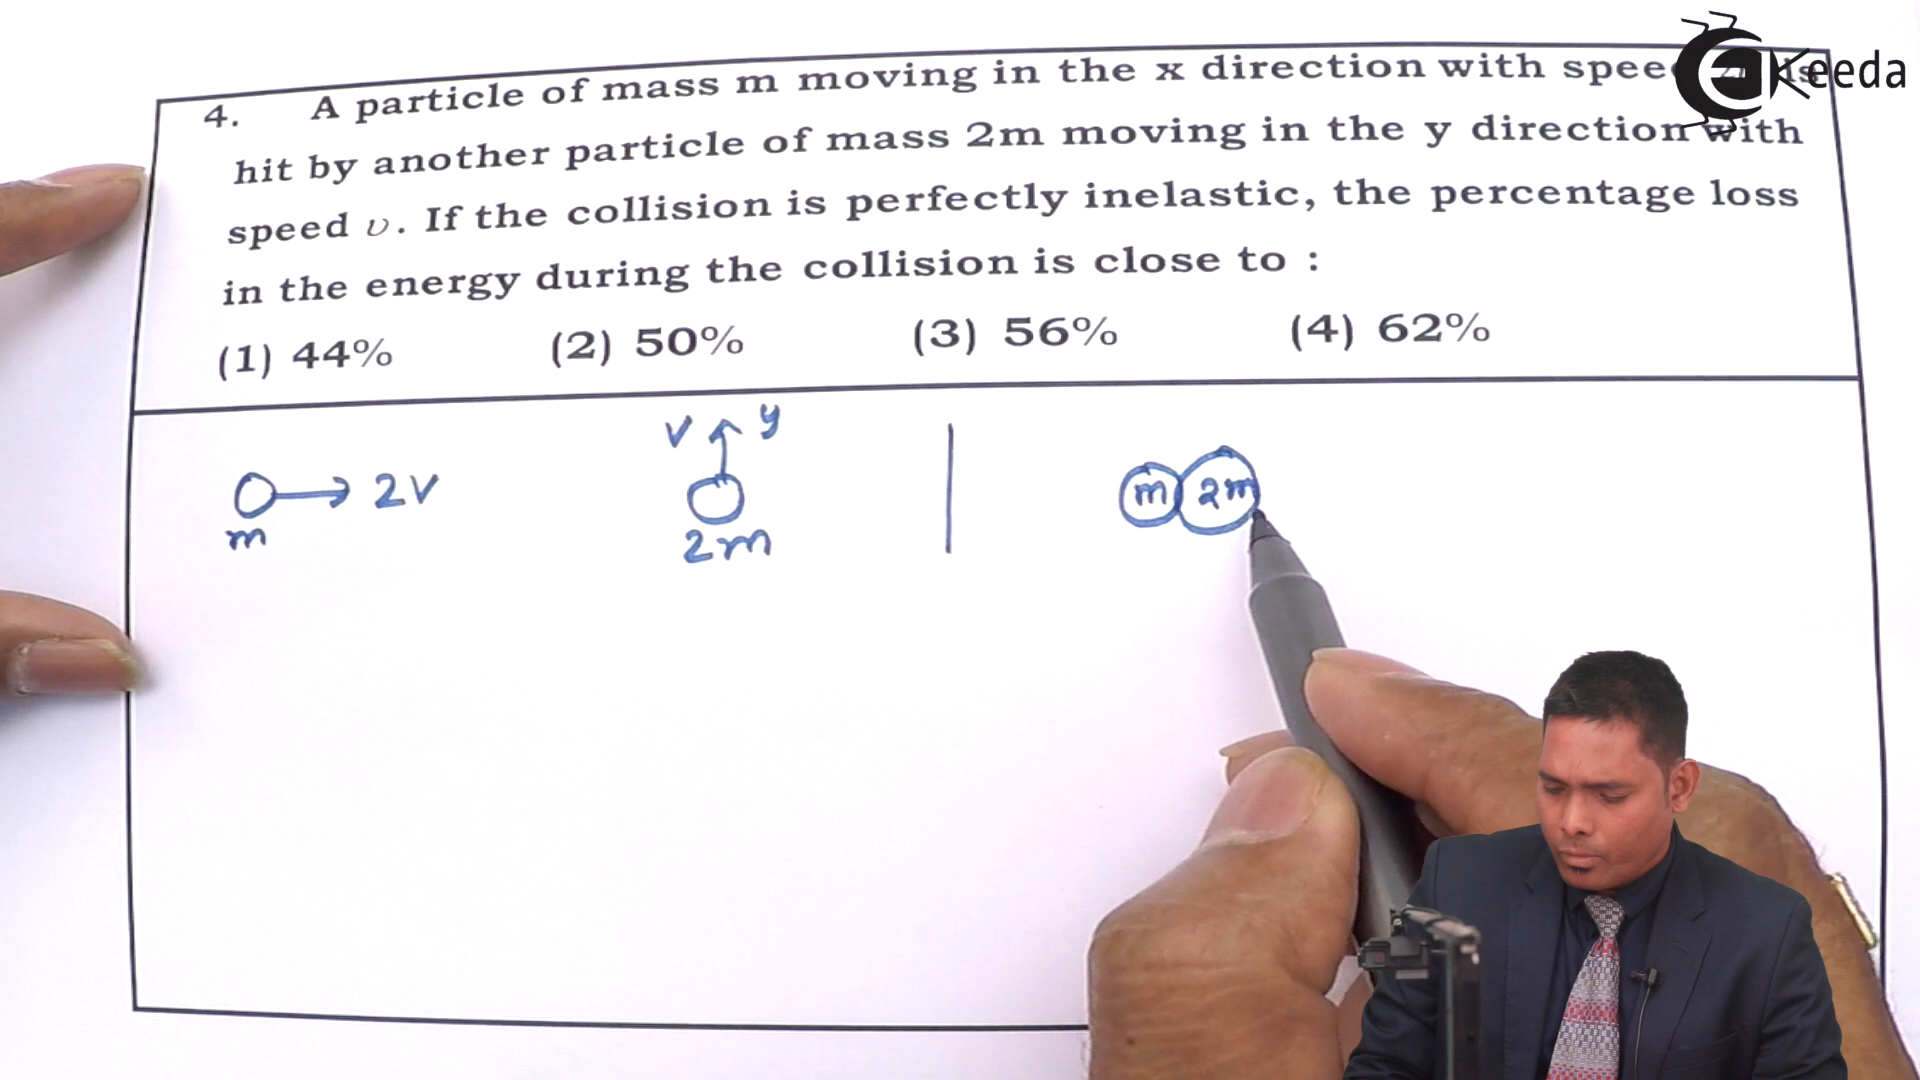 Keeda
4. A particle of mass m moving in the x direction with speed is
hit by another particle of mass 2m moving in the y direction with
speed v. If the collision is perfectly inelastic, the percentage loss
in the energy during the collision is close to :
(1) 44% (2) 50% (3) 56% (4) 62%
V y
2V m 2m
m 2m